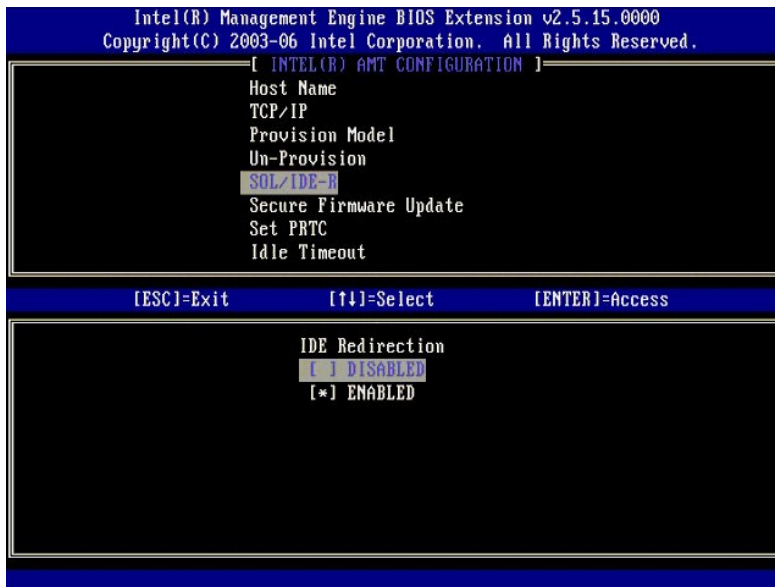 Intel(R) Management Engine BIOS Extension v2.5.15.0000
Copyright(C) 2003-06 Intel Corporation. All Rights Reserved.
[ INTEL(R) AMT CONFIGURATION ]
Host Name
TCP/IP
Provision Model
Un-Provision
SOL/IDE-R
Secure Firmware Update
Set PRTC
Idle Timeout
[ESC]=Exit [↑↓]=Select [ENTER]=Access
IDE Redirection
[ ] DISABLED
[*] ENABLED